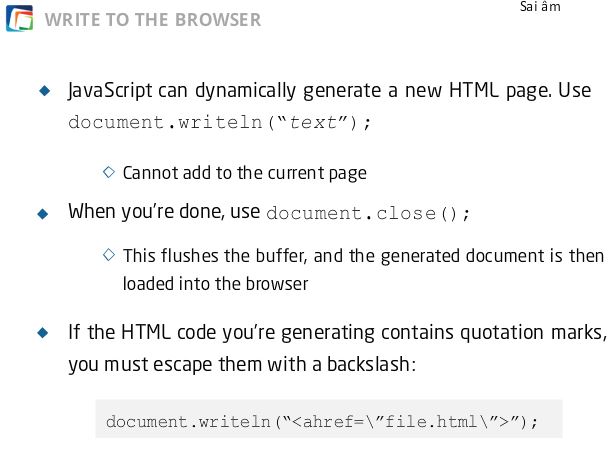 Sai âm
WRITE TO THE BROWSER
JavaScript can dynamically generate a new HTML page. Use
document.writeln(“text”);
Cannot add to the current page
When you’re done, use document.close();
This flushes the buffer, and the generated document is then
loaded into the browser
If the HTML code you’re generating contains quotation marks,
you must escape them with a backslash:
document.writeln(“<ahref=\”file.html\”>”);